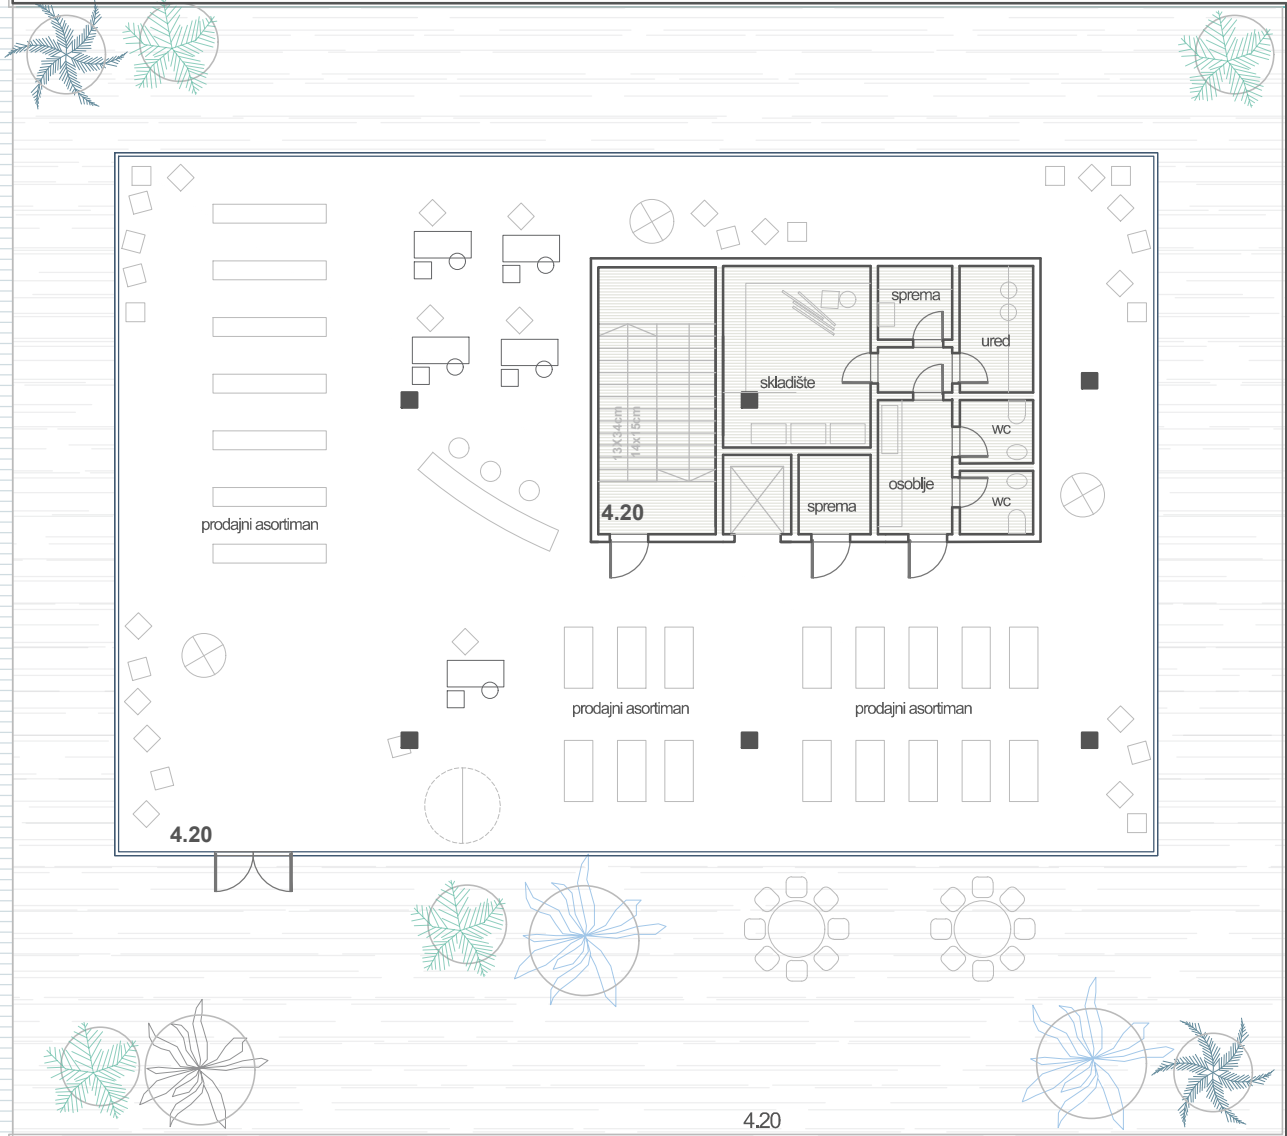 sprema
ured
skladište
13X34cm
14x15cm
wc
osoblje
wc
4.20
sprema
prodajni asortiman
prodajni asortiman
prodajni asortiman
4.20
4.20